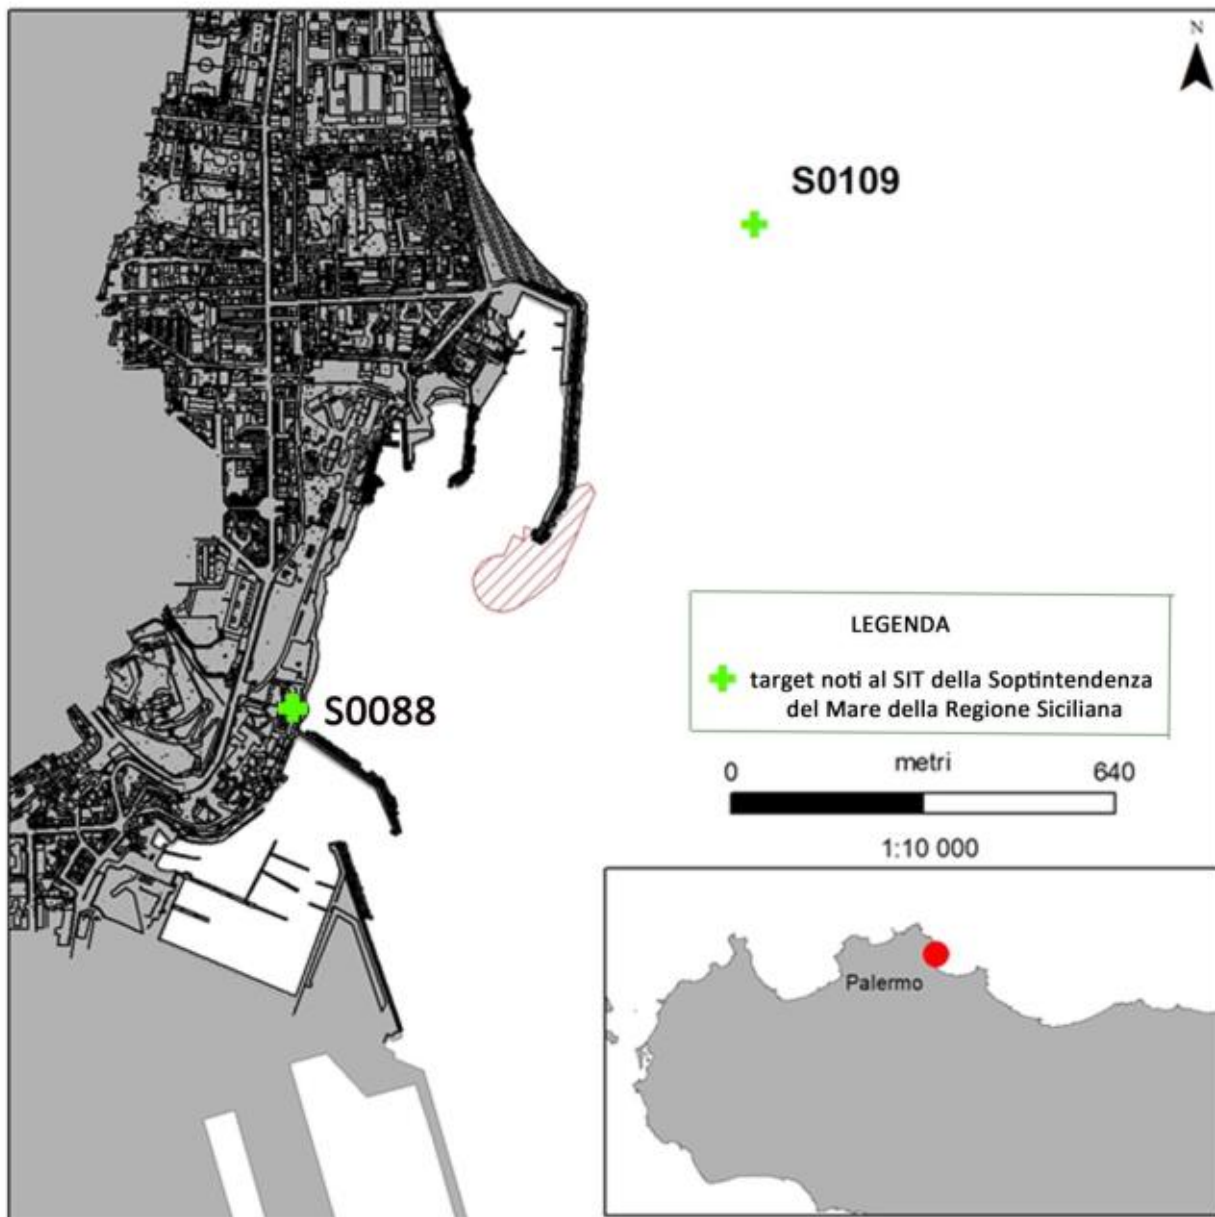 N
S0109
LEGENDA
target noti al SIT della Soptintendenza
del Mare della Regione Siciliana
S0088
metri
0 640
1:10 000
Palermo